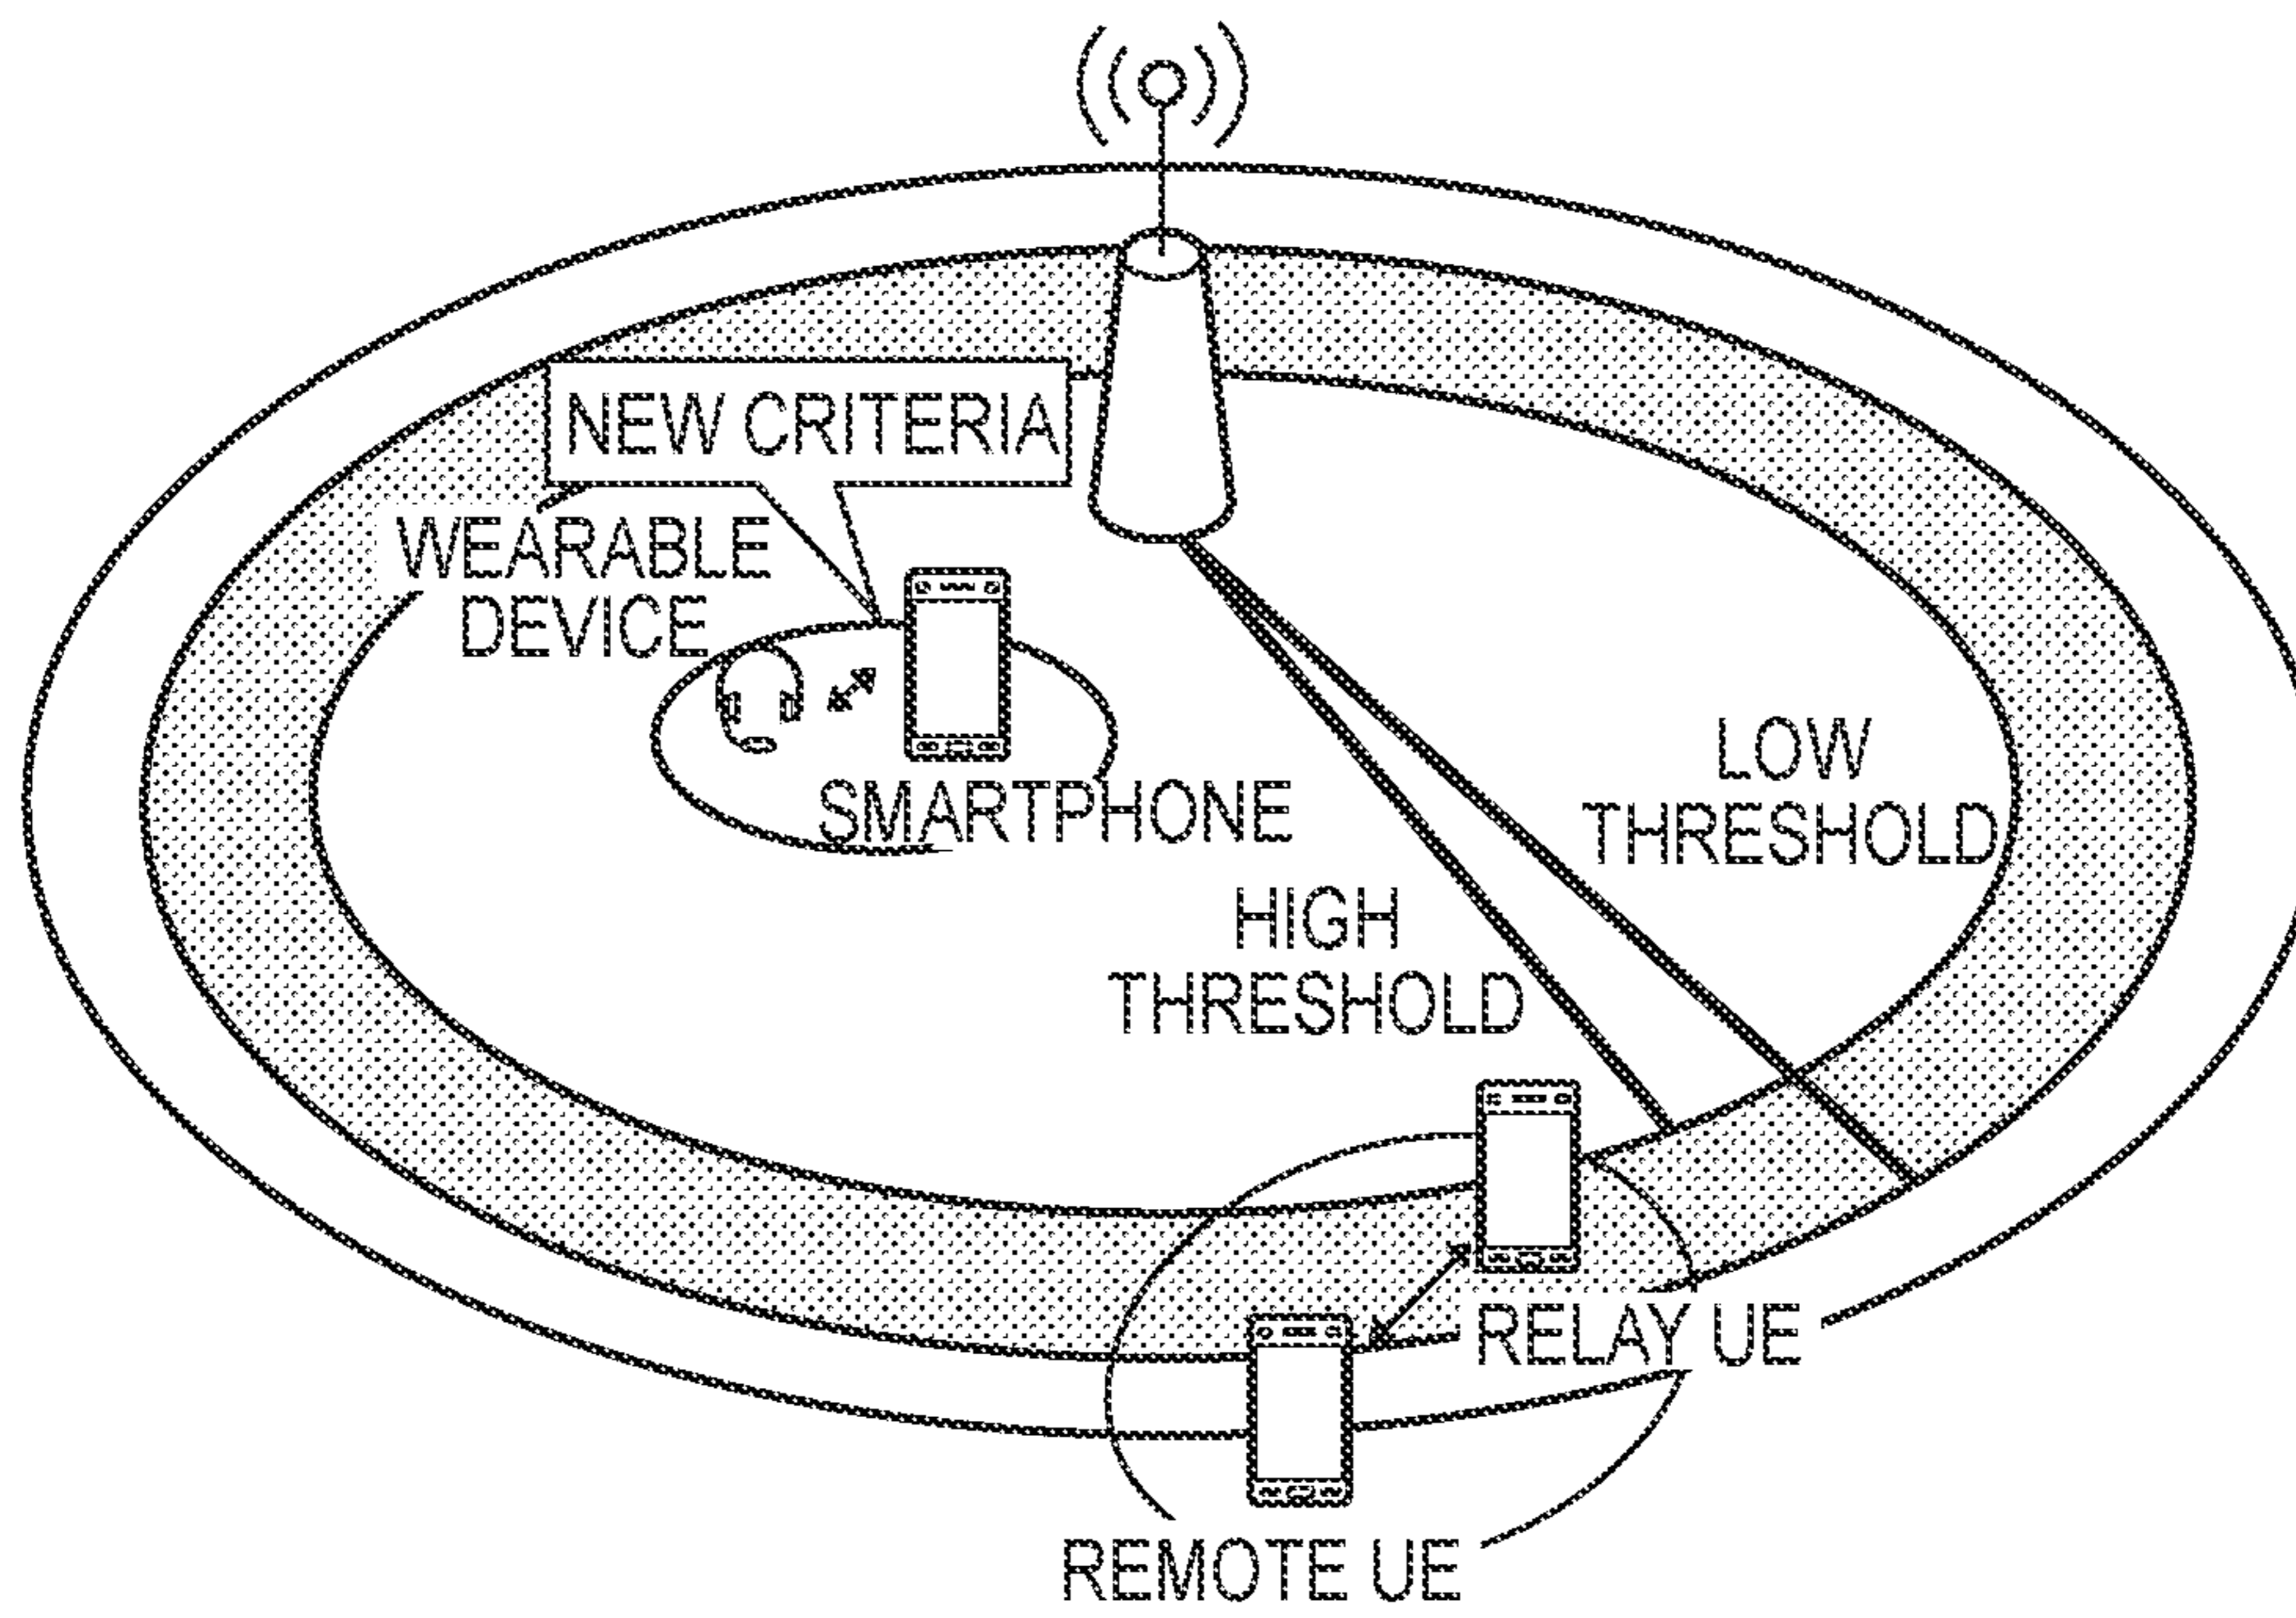 NEW CRITERIA
WEARABLE
DEVICE
SMARTPHONE
LOW
THRESHOLD
HIGH
THRESHOLD
RELAY UE
REMOTE UE